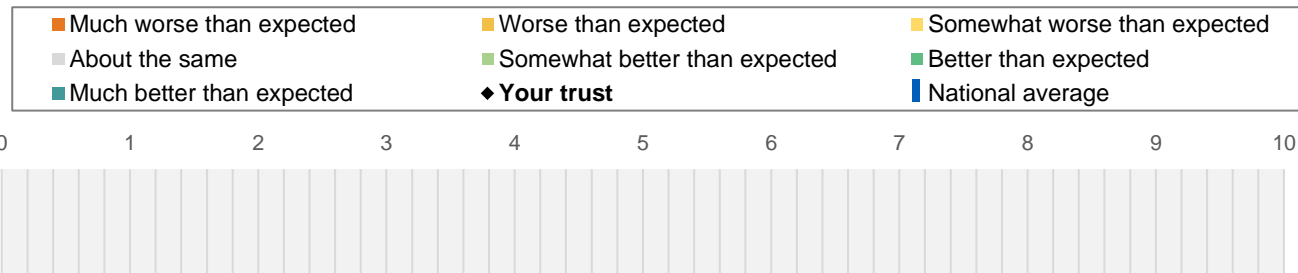 Much worse than expected Worse than expected Somewhat worse than expected
About the same Somewhat better than expected Better than expected
Much better than expected Your trust National average
0 1 2 3 4 5 6 7 8 9 10